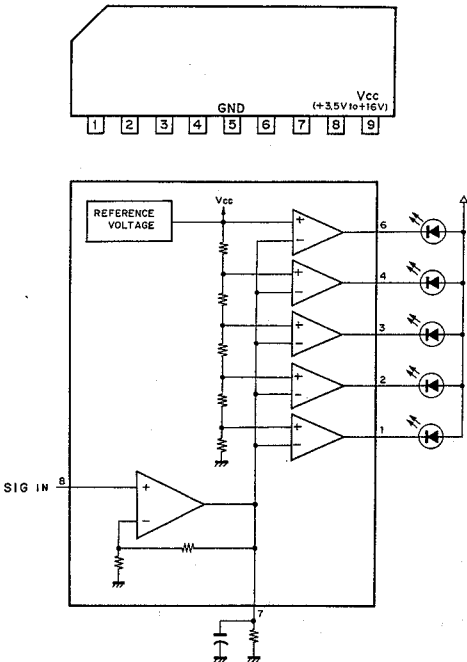 Vcc
GND (+3.5V to +16V)
1 2 3 4 5 6 7 8 9
Vcc
REFERENCE
VOLTAGE
+
−
6
+
−
4
+
−
3
+
−
2
+
−
1
SIG IN 8
+
−
7